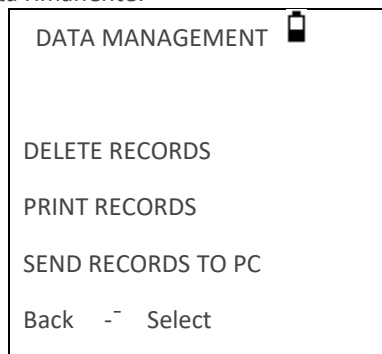 DATA MANAGEMENT
DELETE RECORDS
PRINT RECORDS
SEND RECORDS TO PC
Back -¯ Select